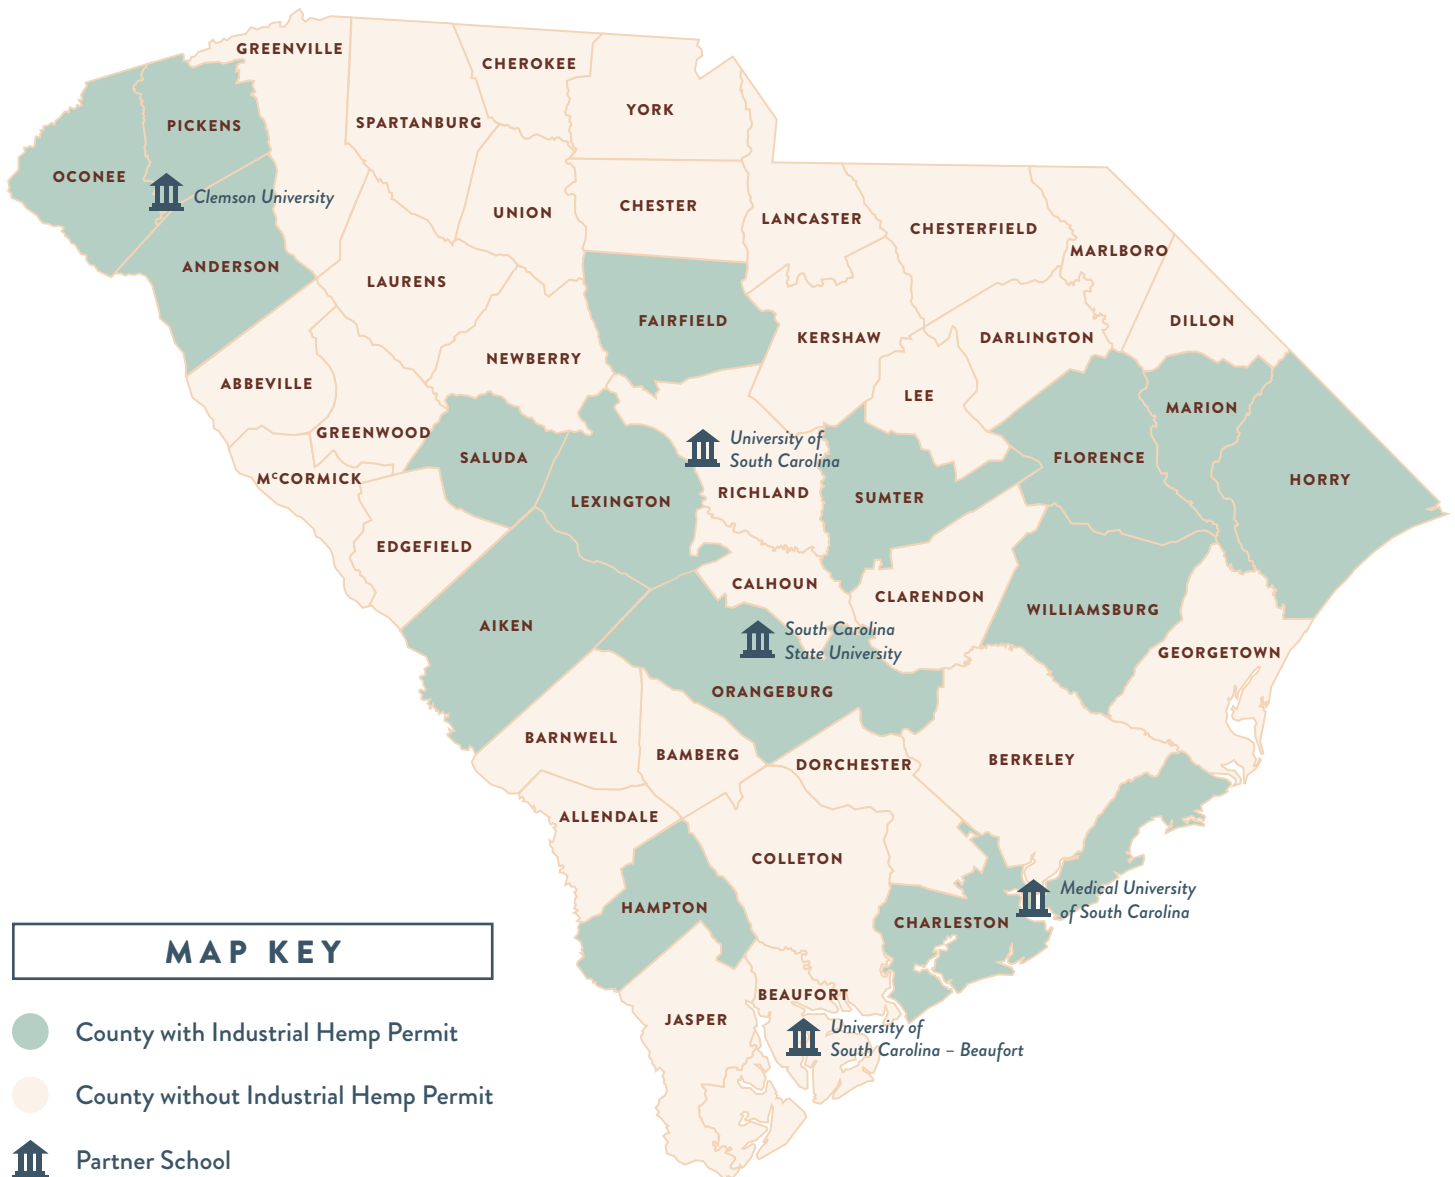 GREENVILLE
CHEROKEE
YORK
SPARTANBURG
PICKENS
OCONEE
Clemson University
UNION
CHESTER
LANCASTER
CHESTERFIELD
MARLBORO
ANDERSON
LAURENS
FAIRFIELD
KERSHAW
DARLINGTON
DILLON
NEWBERRY
ABBEVILLE
LEE
MARION
GREENWOOD
SALUDA
University of
South Carolina
FLORENCE
MᶜCORMICK
LEXINGTON
RICHLAND
SUMTER
HORRY
EDGEFIELD
CALHOUN
CLARENDON
WILLIAMSBURG
AIKEN
South Carolina
State University
GEORGETOWN
ORANGEBURG
BARNWELL
BAMBERG
DORCHESTER
BERKELEY
ALLENDALE
COLLETON
HAMPTON
CHARLESTON
Medical University
of South Carolina
BEAUFORT
JASPER
University of
South Carolina – Beaufort
MAP KEY
County with Industrial Hemp Permit
County without Industrial Hemp Permit
Partner School